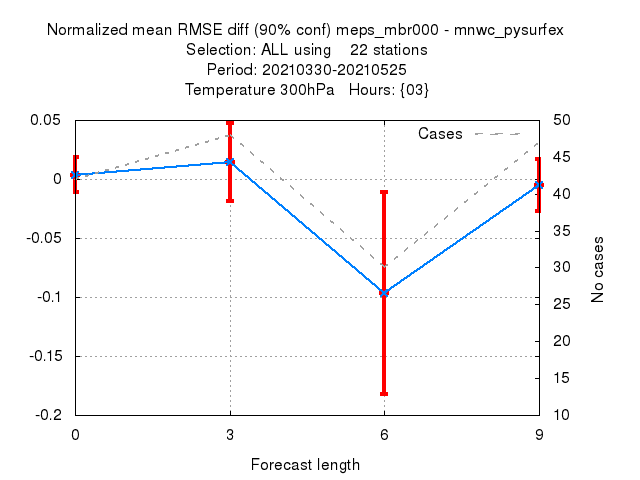 Normalized mean RMSE diff (90% conf) meps_mbr000 - mnwc_pysurfex
Selection: ALL using    22 stations
Period: 20210330-20210525
Temperature 300hPa   Hours: {03}
0.05
0
-0.05
-0.1
-0.15
-0.2
Cases
50
45
40
35
30
25
20
15
10
No cases
0 3 6 9
Forecast length